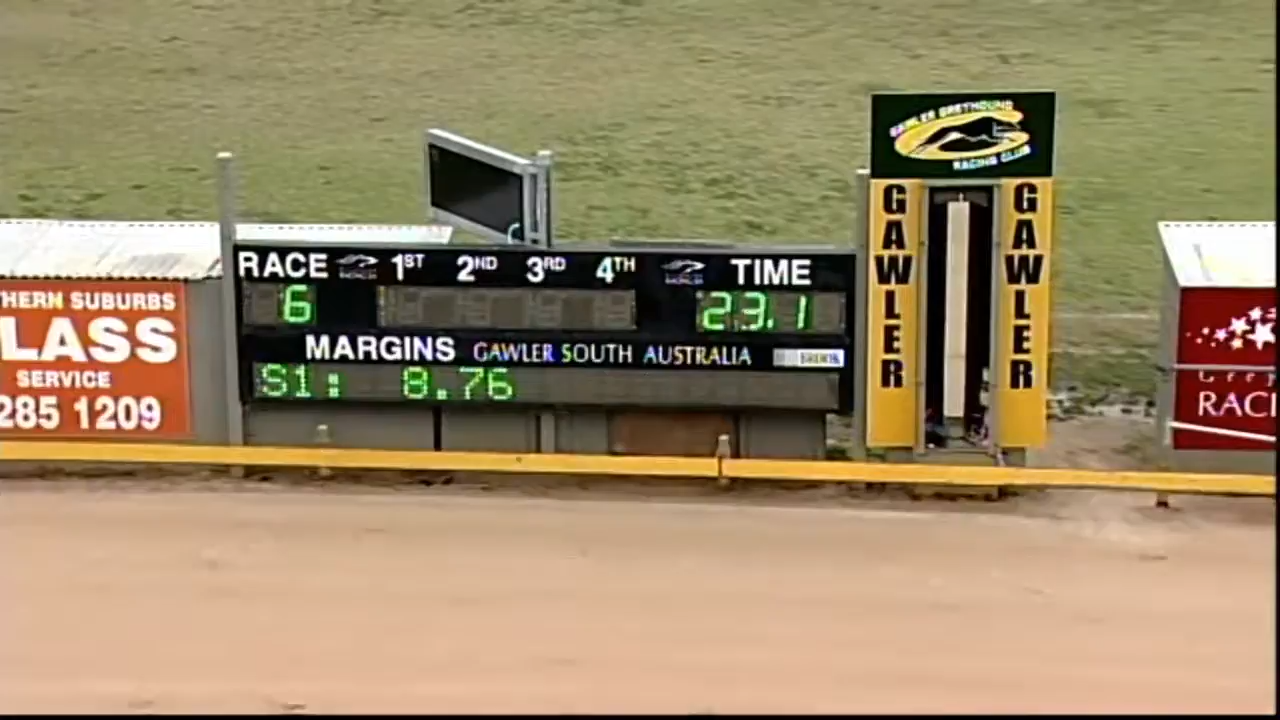 GAWLER GREYHOUND
RACING CLUB
GAWLER
GAWLER
RACE 1ST 2ND 3RD 4TH TIME
6 23.1
MARGINS GAWLER SOUTH AUSTRALIA
S1: 8.76
THERN SUBURBS
LASS
SERVICE
285 1209
RACI